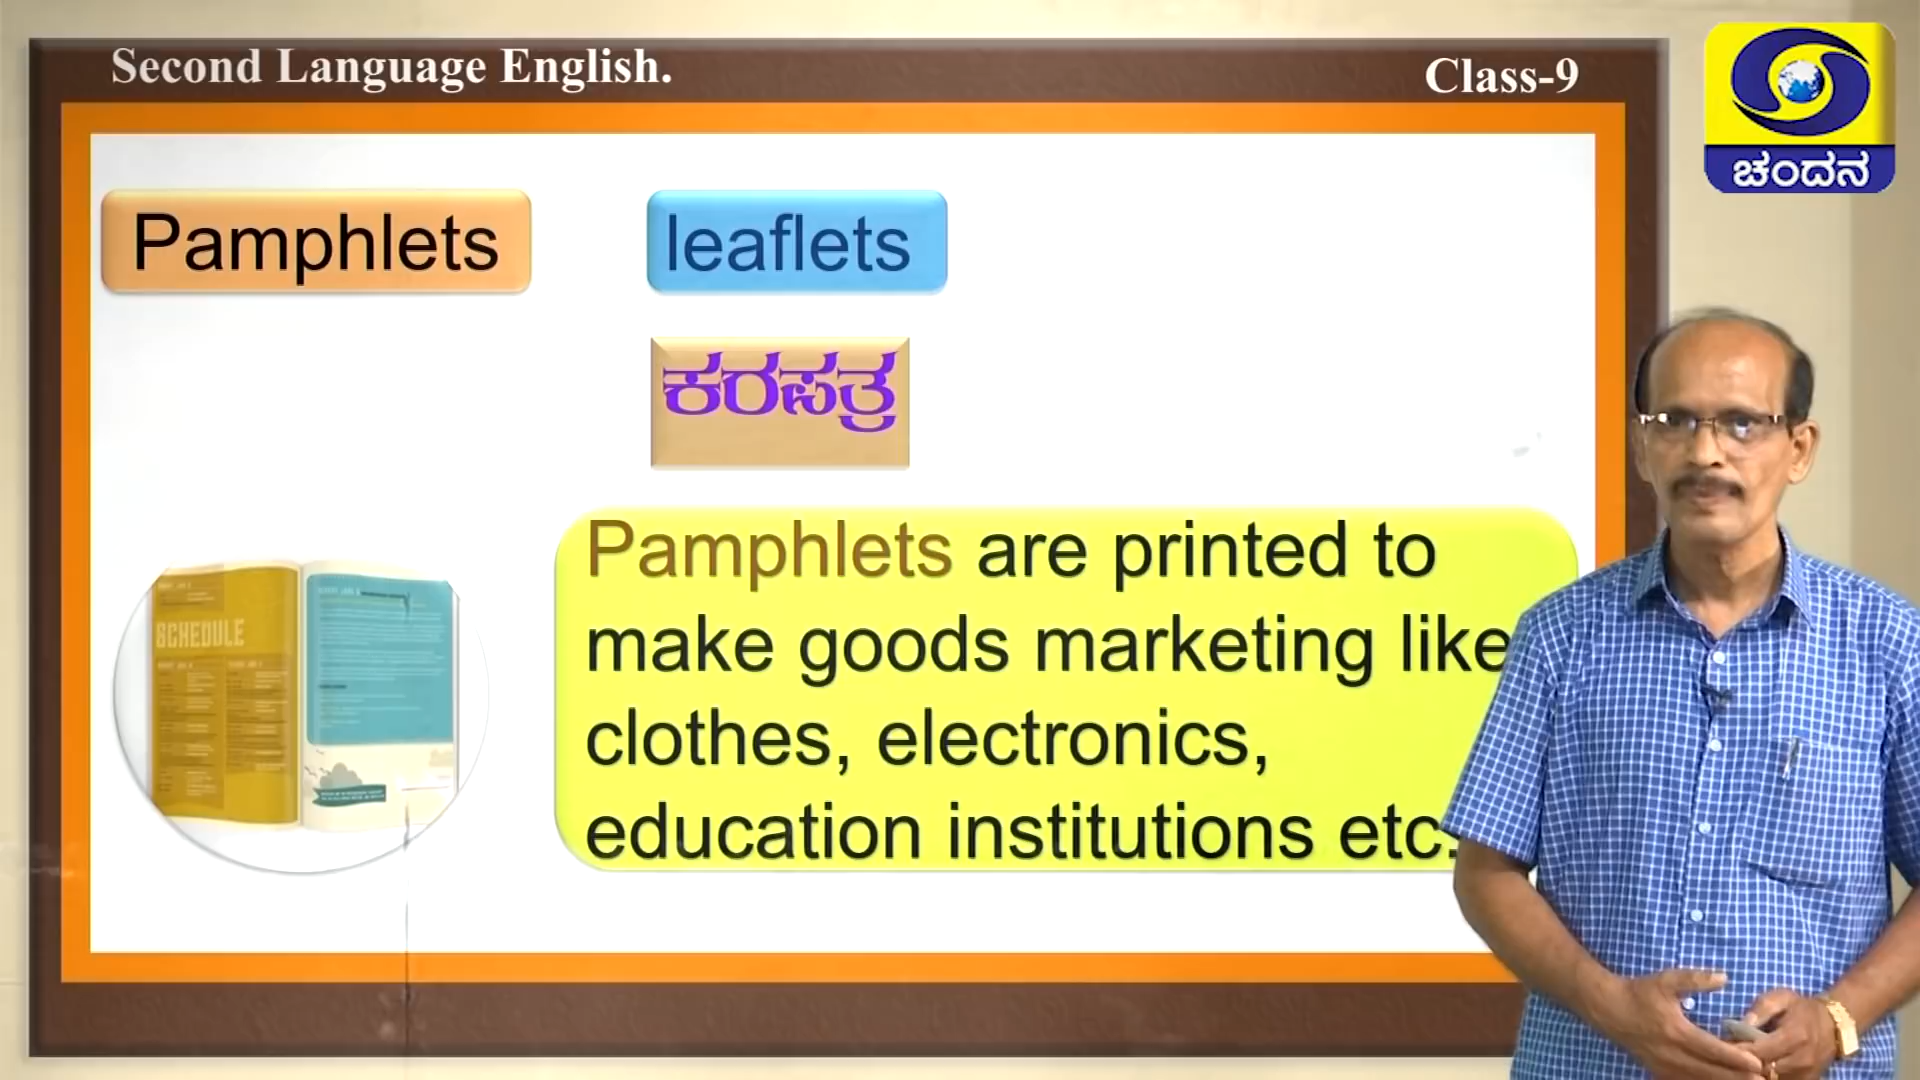 Second Language English.
Class-9
ಚಂದನ
Pamphlets
leaflets
ಕರಪತ್ರ
Pamphlets are printed to
make goods marketing like
clothes, electronics,
education institutions etc.
SCHEDULE